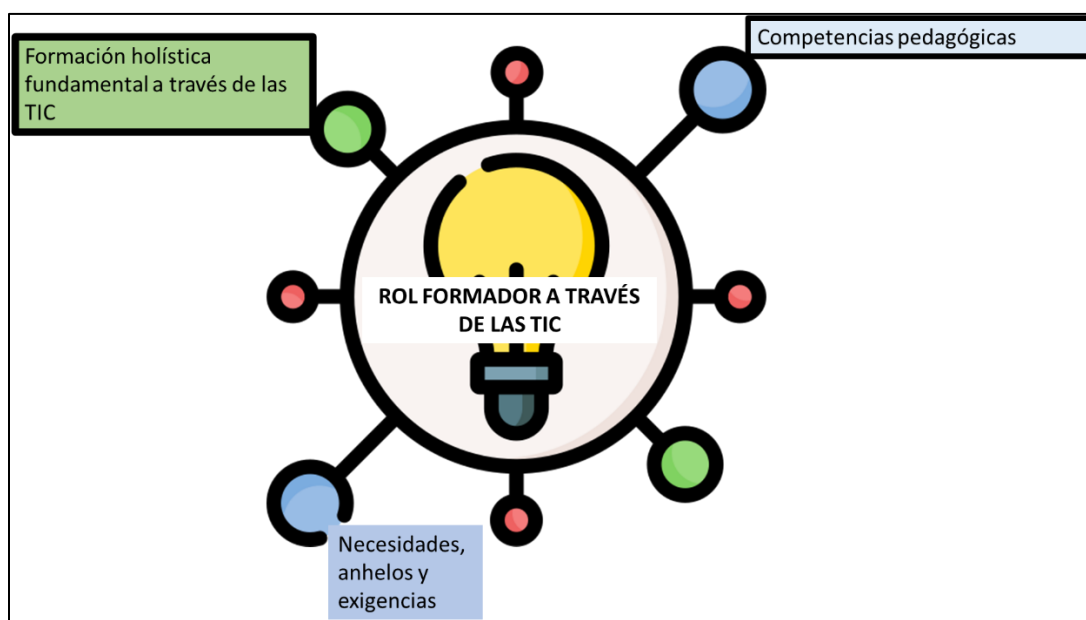 Formación holística
fundamental a través de las
TIC
Competencias pedagógicas
ROL FORMADOR A TRAVÉS
DE LAS TIC
Necesidades,
anhelos y
exigencias